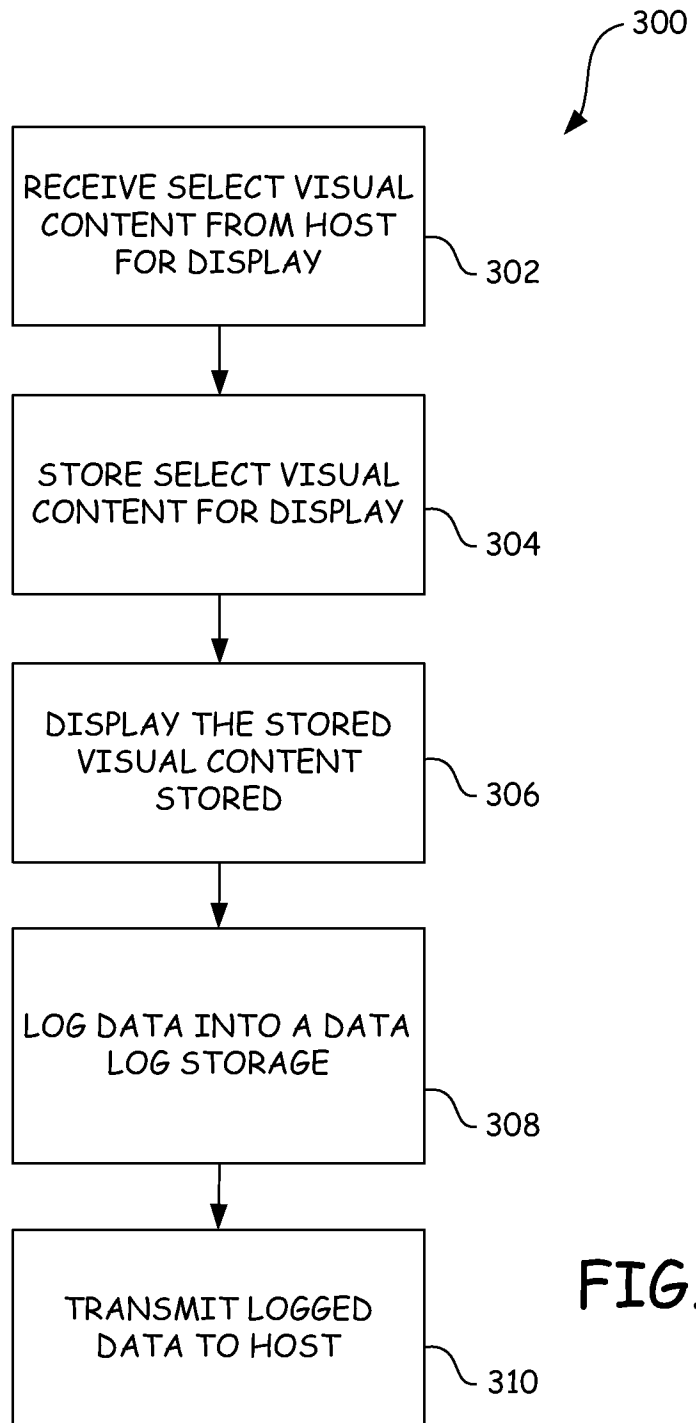 300
RECEIVE SELECT VISUAL
CONTENT FROM HOST
FOR DISPLAY
302
STORE SELECT VISUAL
CONTENT FOR DISPLAY
304
DISPLAY THE STORED
VISUAL CONTENT
STORED
306
LOG DATA INTO A DATA
LOG STORAGE
308
TRANSMIT LOGGED
DATA TO HOST
310
FIG.